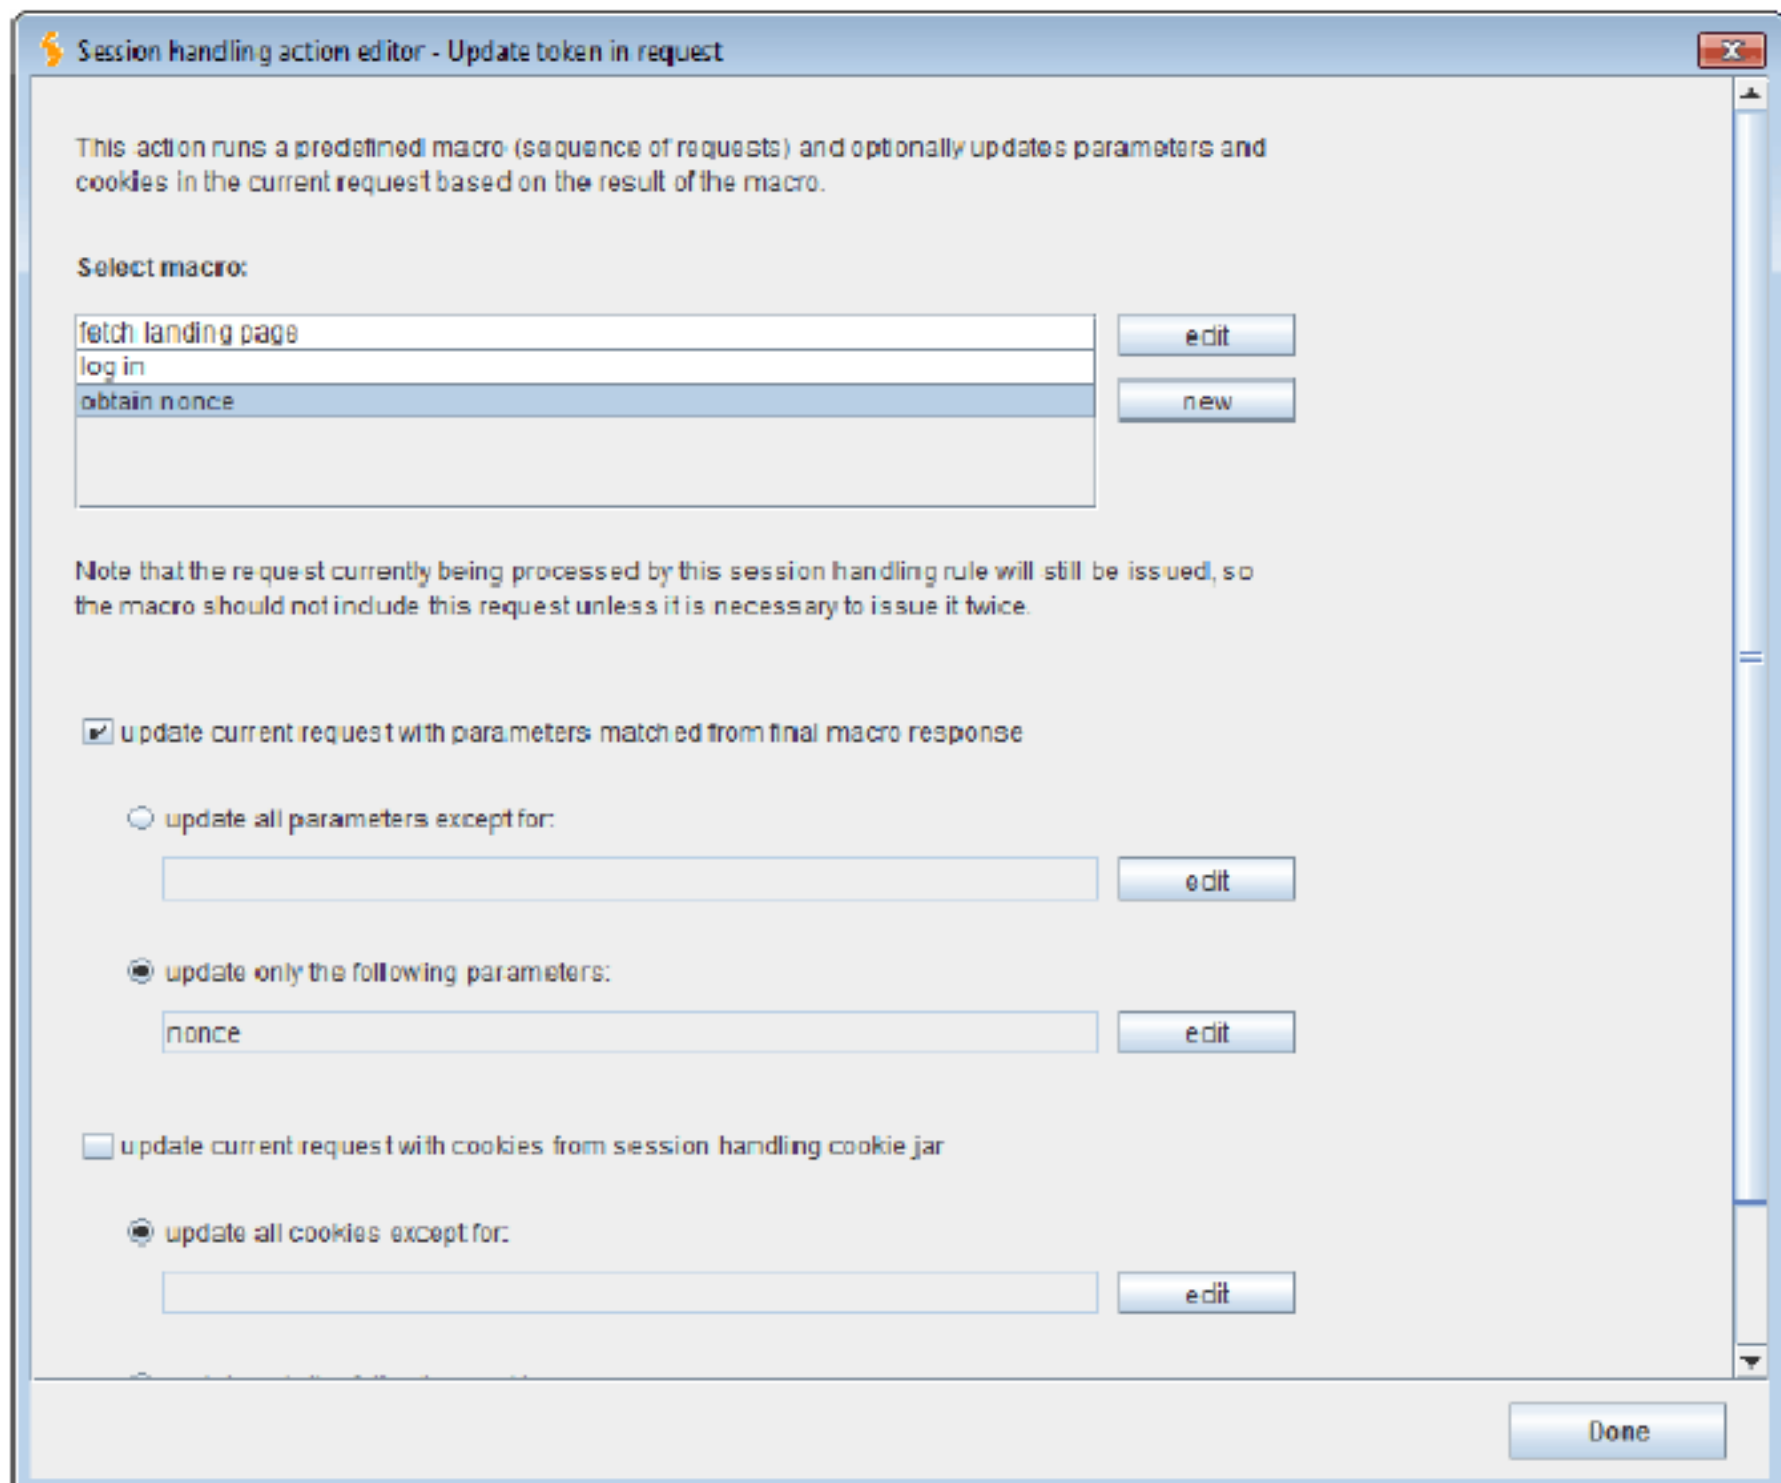 Session handling action editor - Update token in request
This action runs a predefined macro (sequence of requests) and optionally updates parameters and
cookies in the current request based on the result of the macro.
Select macro:
fetch landing page
edit
log in
obtain nonce
new
Note that the request currently being processed by this session handling rule will still be issued, so
the macro should not include this request unless it is necessary to issue it twice.
update current request with parameters matched from final macro response
update all parameters except for:
edit
update only the following parameters:
nonce
edit
update current request with cookies from session handling cookie jar
update all cookies except for:
edit
Done